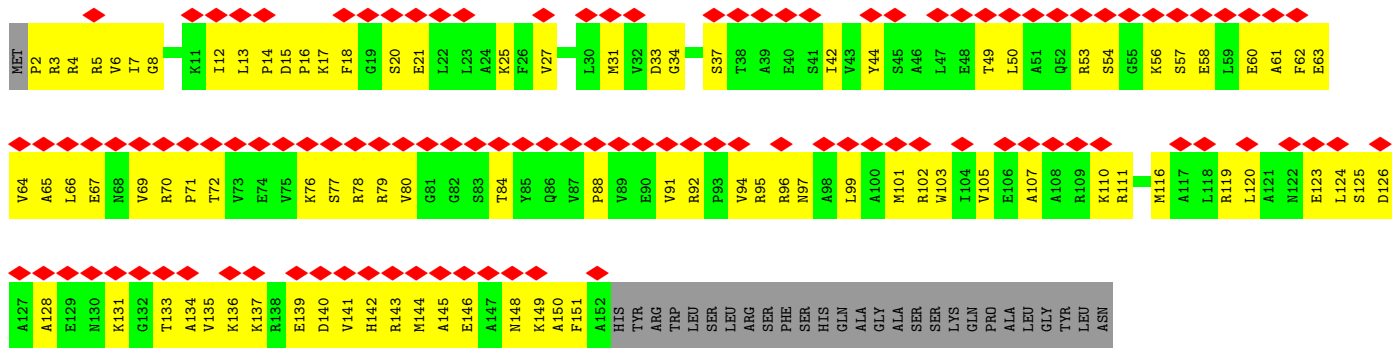 MET P2 R3 R4 R5 V6 I7 G8 K11 I12 L13 P14 D15 P16 K17 F18 G19 S20 E21 L22 L23 A24 K25 F26 V27 L30 M31 V32 D33 G34 S37 T38 A39 E40 S41 I42 V43 Y44 S45 A46 L47 E48 T49 L50 A51 Q52 R53 S54 G55 K56 S57 E58 L59 E60 A61 F62 E63
V64 A65 L66 E67 N68 V69 R70 P71 T72 V73 E74 V75 K76 S77 R78 R79 V80 G81 G82 S83 T84 Y85 Q86 V87 P88 V89 E90 V91 R92 P93 V94 R95 R96 N97 A98 L99 A100 M101 R102 W103 I104 V105 E106 A107 A108 R109 K110 R111 M116 A117 L118 R119 L120 A121 N122 E123 L124 S125 D126
A127 A128 E129 N130 K131 G132 T133 A134 V135 K136 K137 R138 E139 D140 V141 H142 R143 M144 A145 E146 A147 N148 K149 A150 F151 A152 HIS TYR ARG TRP LEU SER LEU ARG SER PHE SER HIS GLN ALA GLY ALA SER SER LYS GLN PRO ALA LEU GLY TYR LEU ASN